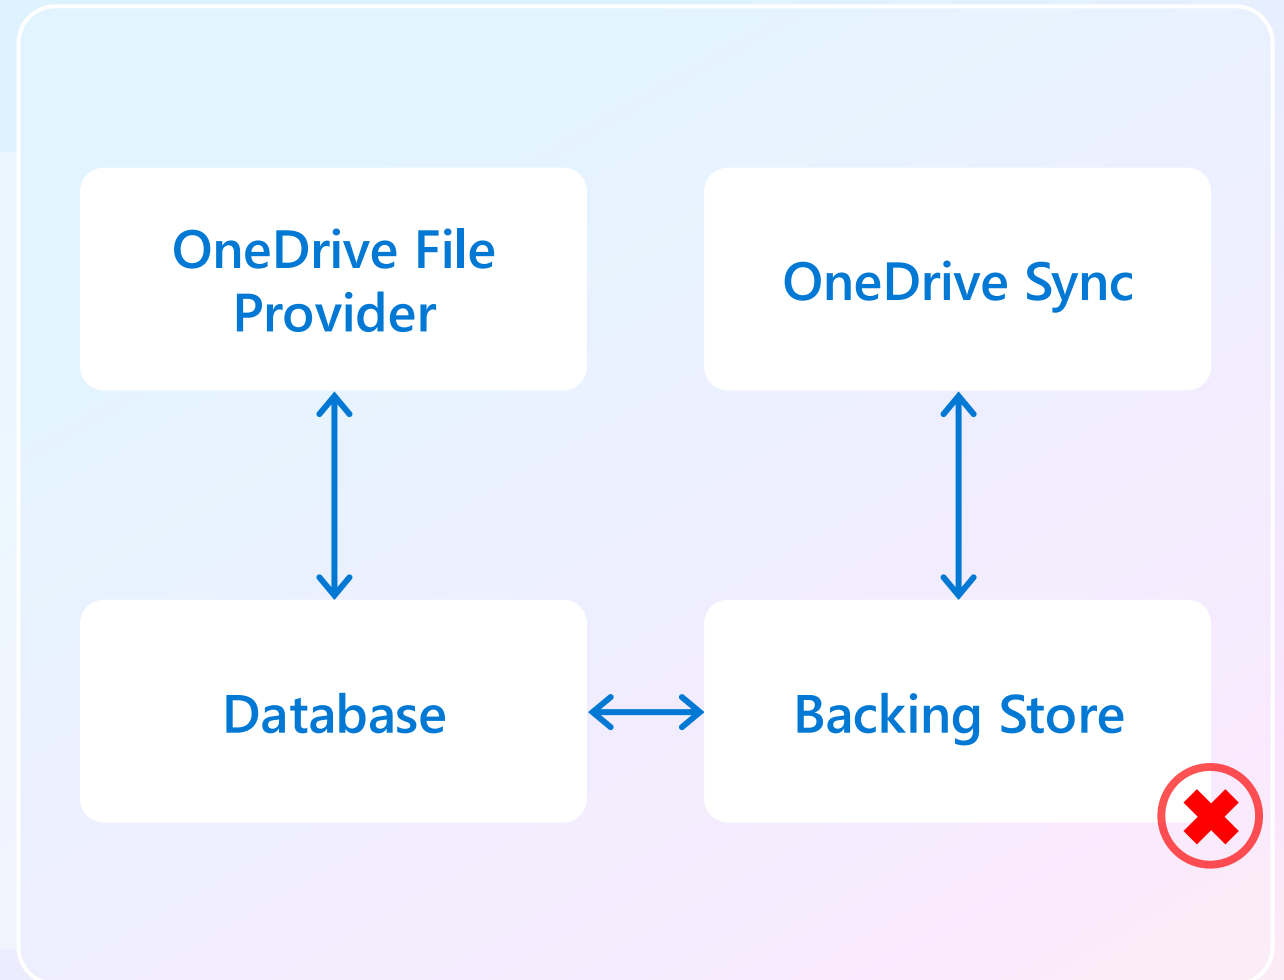 OneDrive File
Provider
OneDrive Sync
Database
Backing Store